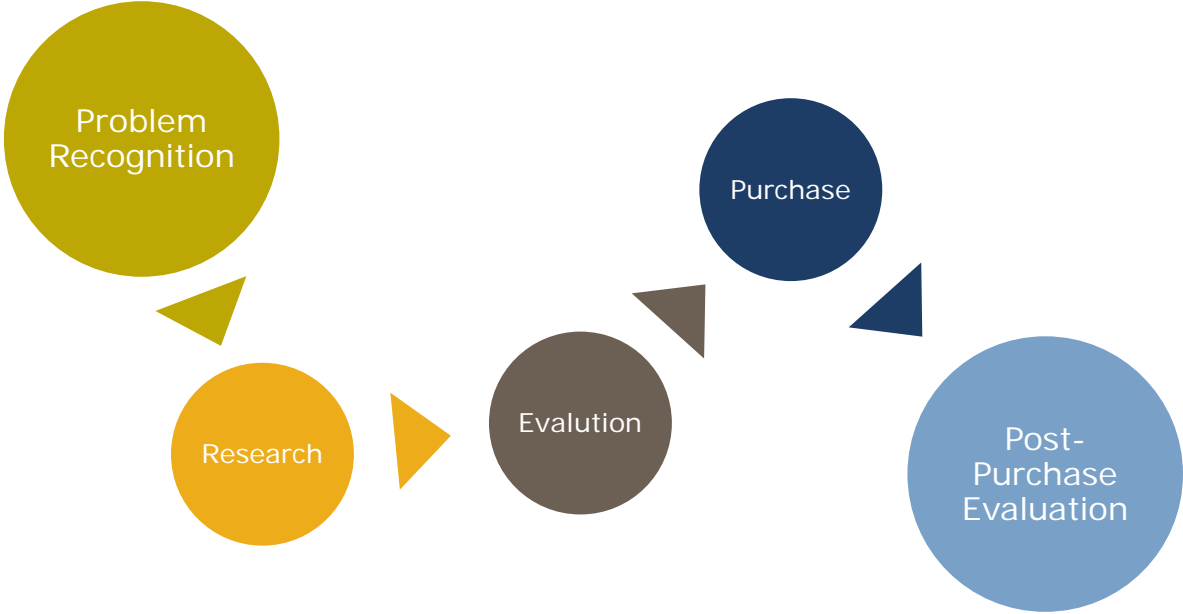 Problem
Recognition
Research
Evalution
Purchase
Post-
Purchase
Evaluation